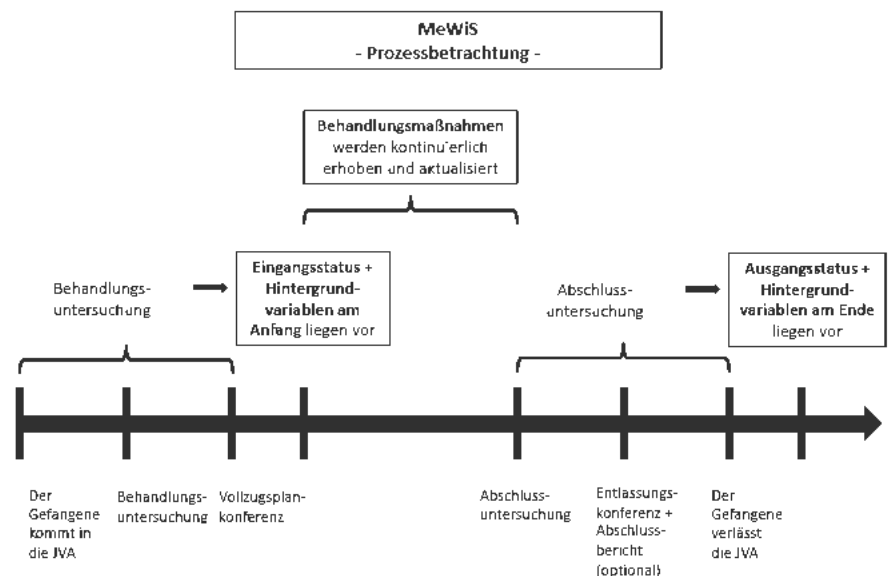 MeWiS
- Prozessbetrachtung -
Behandlungsmaßnahmen
werden kontinuierlich
erhoben und aktualisiert
Behandlungs-
untersuchung
Eingangsstatus +
Hintergrund-
variablen am
Anfang liegen vor
Abschluss-
untersuchung
Ausgangsstatus +
Hintergrund-
variablen am Ende
liegen vor
Der
Gefangene
kommt in
die JVA
Behandlungs-
untersuchung
Vollzugsplan-
konferenz
Abschluss-
untersuchung
Entlassungs-
konferenz +
Abschluss-
bericht
(optional)
Der
Gefangene
verlässt
die JVA